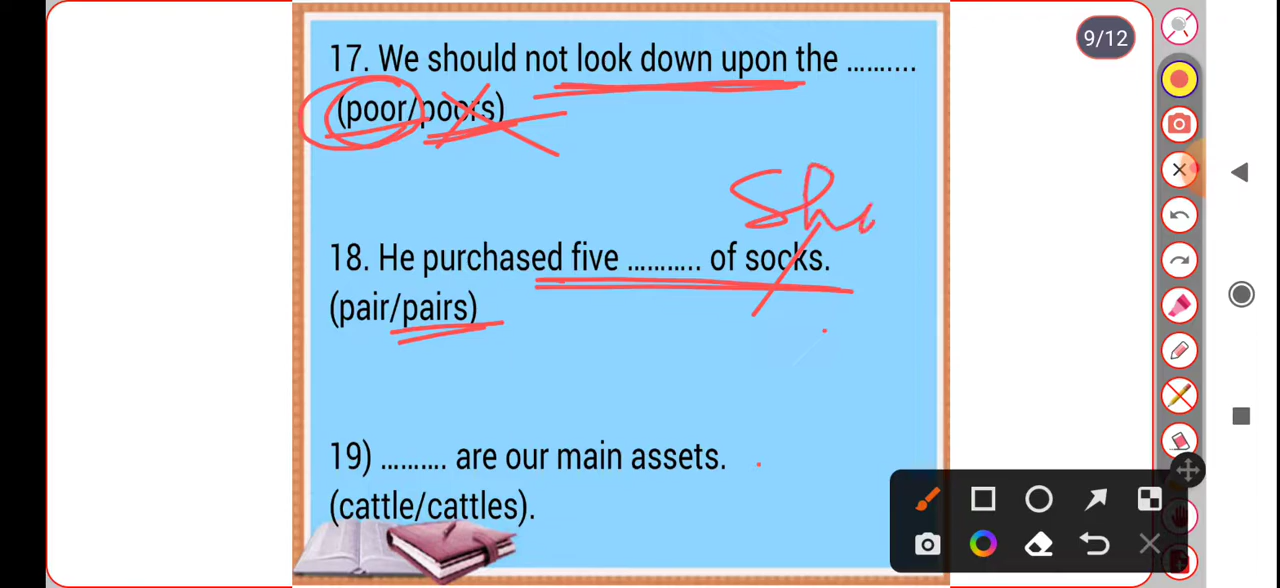 9/12
17. We should not look down upon the ……....
(poor/poors)
Sho
18. He purchased five ……….. of socks.
(pair/pairs)
19) ………. are our main assets.
(cattle/cattles).